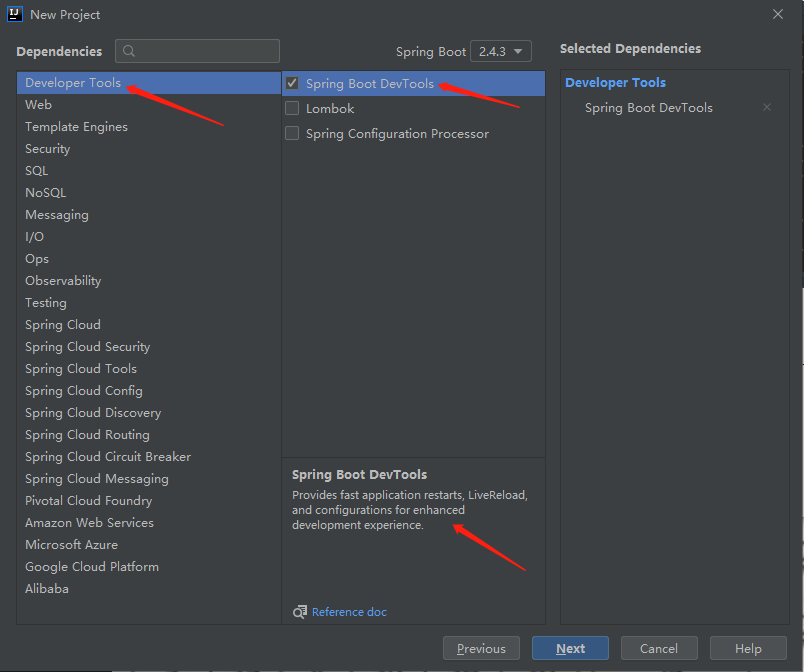 IJ New Project
Dependencies
Spring Boot 2.4.3
Selected Dependencies
Developer Tools
Web
Template Engines
Security
SQL
NoSQL
Messaging
I/O
Ops
Observability
Testing
Spring Cloud
Spring Cloud Security
Spring Cloud Tools
Spring Cloud Config
Spring Cloud Discovery
Spring Cloud Routing
Spring Cloud Circuit Breaker
Spring Cloud Messaging
Pivotal Cloud Foundry
Amazon Web Services
Microsoft Azure
Google Cloud Platform
Alibaba
Spring Boot DevTools
Lombok
Spring Configuration Processor
Spring Boot DevTools
Provides fast application restarts, LiveReload,
and configurations for enhanced
development experience.
Reference doc
Developer Tools
Spring Boot DevTools
Previous
Next
Cancel
Help